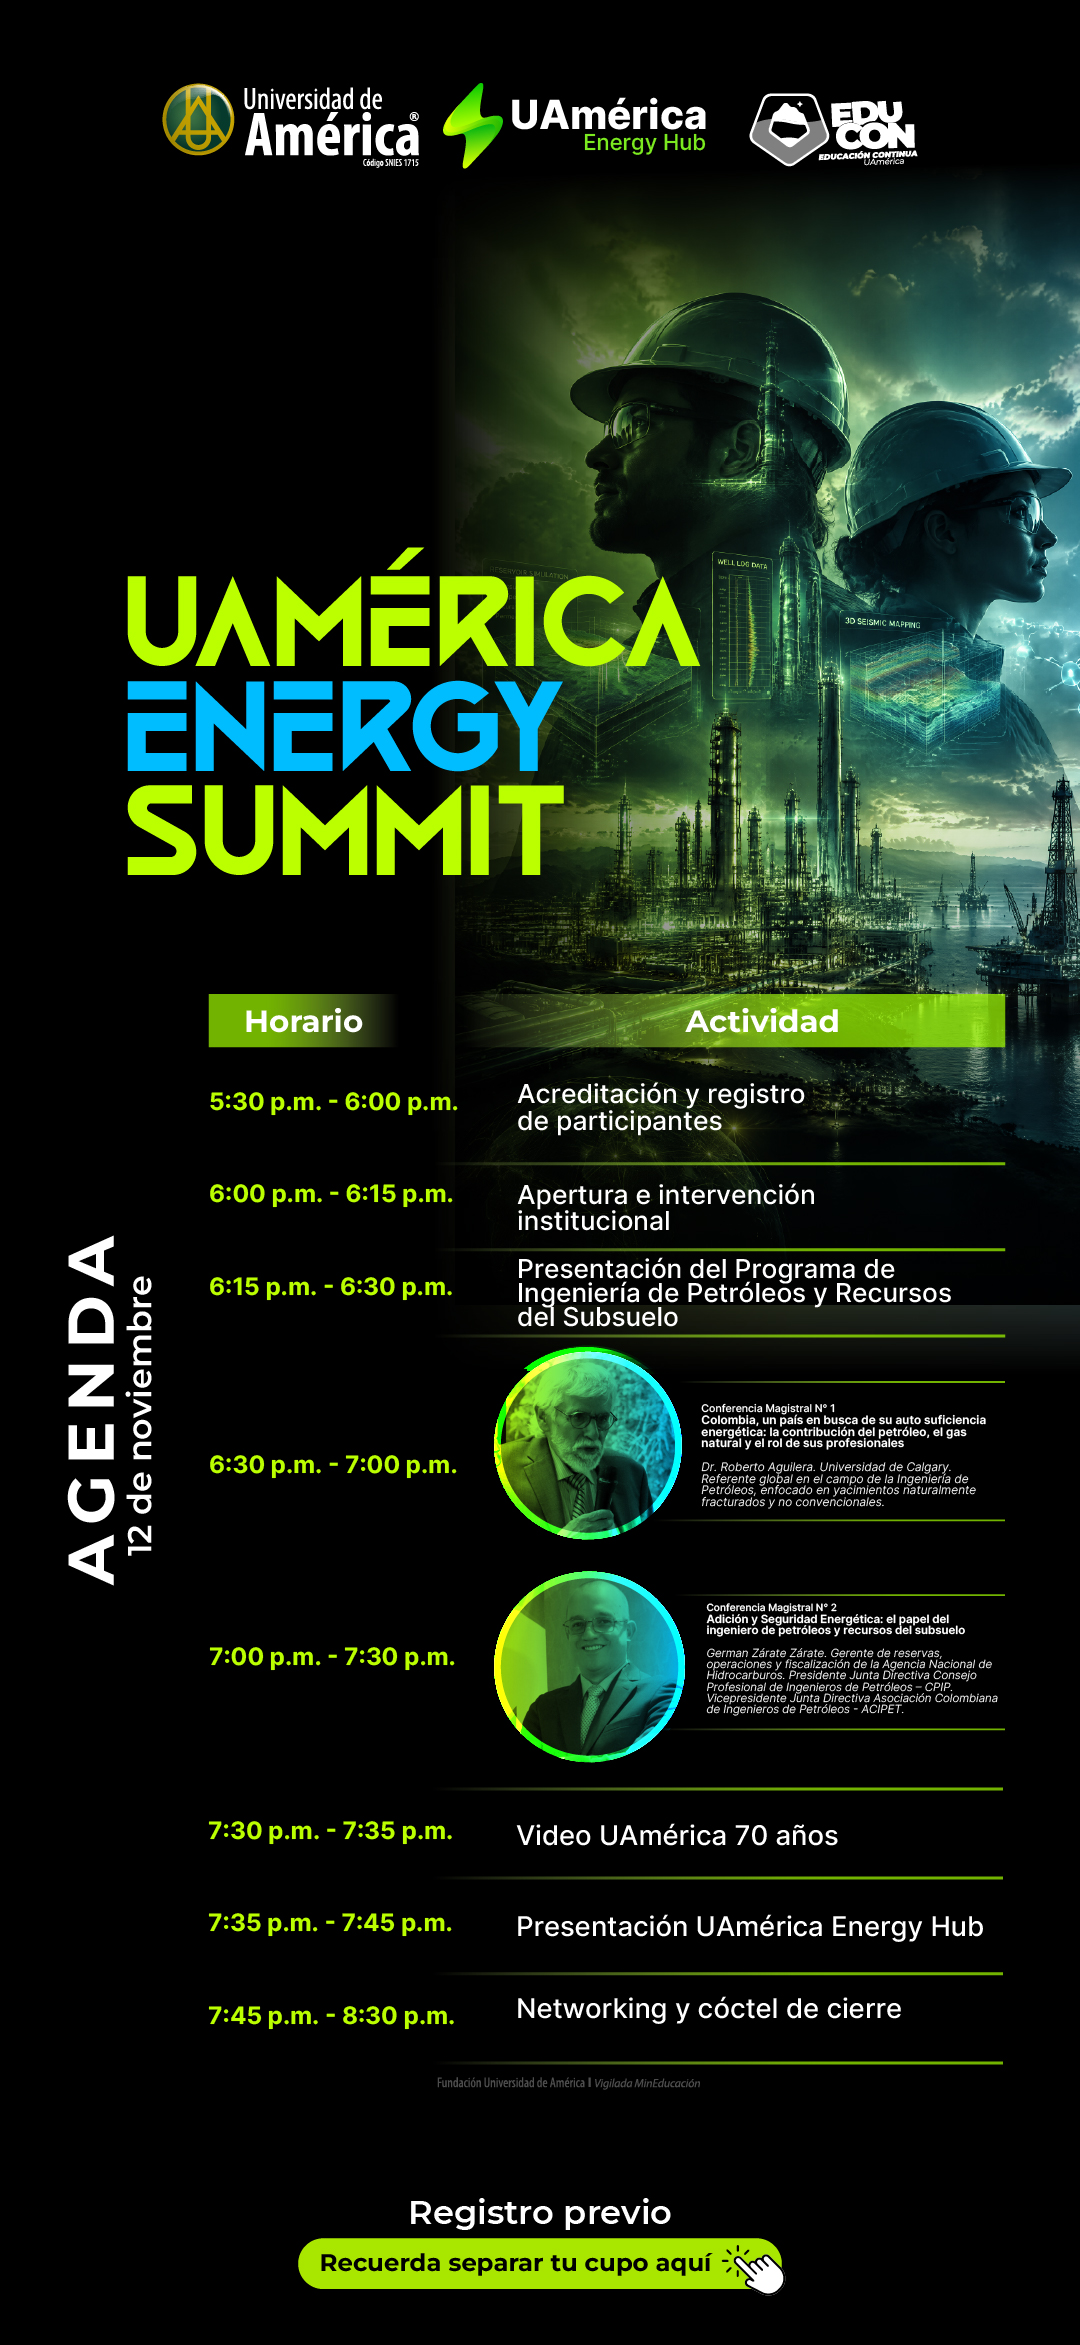 Universidad de
América®
Código SNIES 1715
UAmérica
Energy Hub
EDU
CON
EDUCACIÓN CONTINUA
UAmérica
WELL LOG DATA
3D SEISMIC MAPPING
UAMÉRICA
ENERGY
SUMMIT
Horario
Actividad
AGENDA
12 de noviembre
5:30 p.m. - 6:00 p.m.
Acreditación y registro
de participantes
6:00 p.m. - 6:15 p.m.
Apertura e intervención
institucional
6:15 p.m. - 6:30 p.m.
Presentación del Programa de
Ingeniería de Petróleos y Recursos
del Subsuelo
6:30 p.m. - 7:00 p.m.
Conferencia Magistral N° 1
Colombia, un país en busca de su auto suficiencia
energética: la contribución del petróleo, el gas
natural y el rol de sus profesionales
Dr. Roberto Aguilera. Universidad de Calgary.
Referente global en el campo de la Ingeniería de
Petróleos, enfocado en yacimientos naturalmente
fracturados y no convencionales.
7:00 p.m. - 7:30 p.m.
Conferencia Magistral N° 2
Adición y Seguridad Energética: el papel del
ingeniero de petróleos y recursos del subsuelo
German Zárate Zárate. Gerente de reservas,
operaciones y fiscalización de la Agencia Nacional de
Hidrocarburos. Presidente Junta Directiva Consejo
Profesional de Ingenieros de Petróleos – CPIP.
Vicepresidente Junta Directiva Asociación Colombiana
de Ingenieros de Petróleos - ACIPET.
7:30 p.m. - 7:35 p.m.
Video UAmérica 70 años
7:35 p.m. - 7:45 p.m.
Presentación UAmérica Energy Hub
7:45 p.m. - 8:30 p.m.
Networking y cóctel de cierre
Fundación Universidad de América | Vigilada MinEducación
Registro previo
Recuerda separar tu cupo aquí